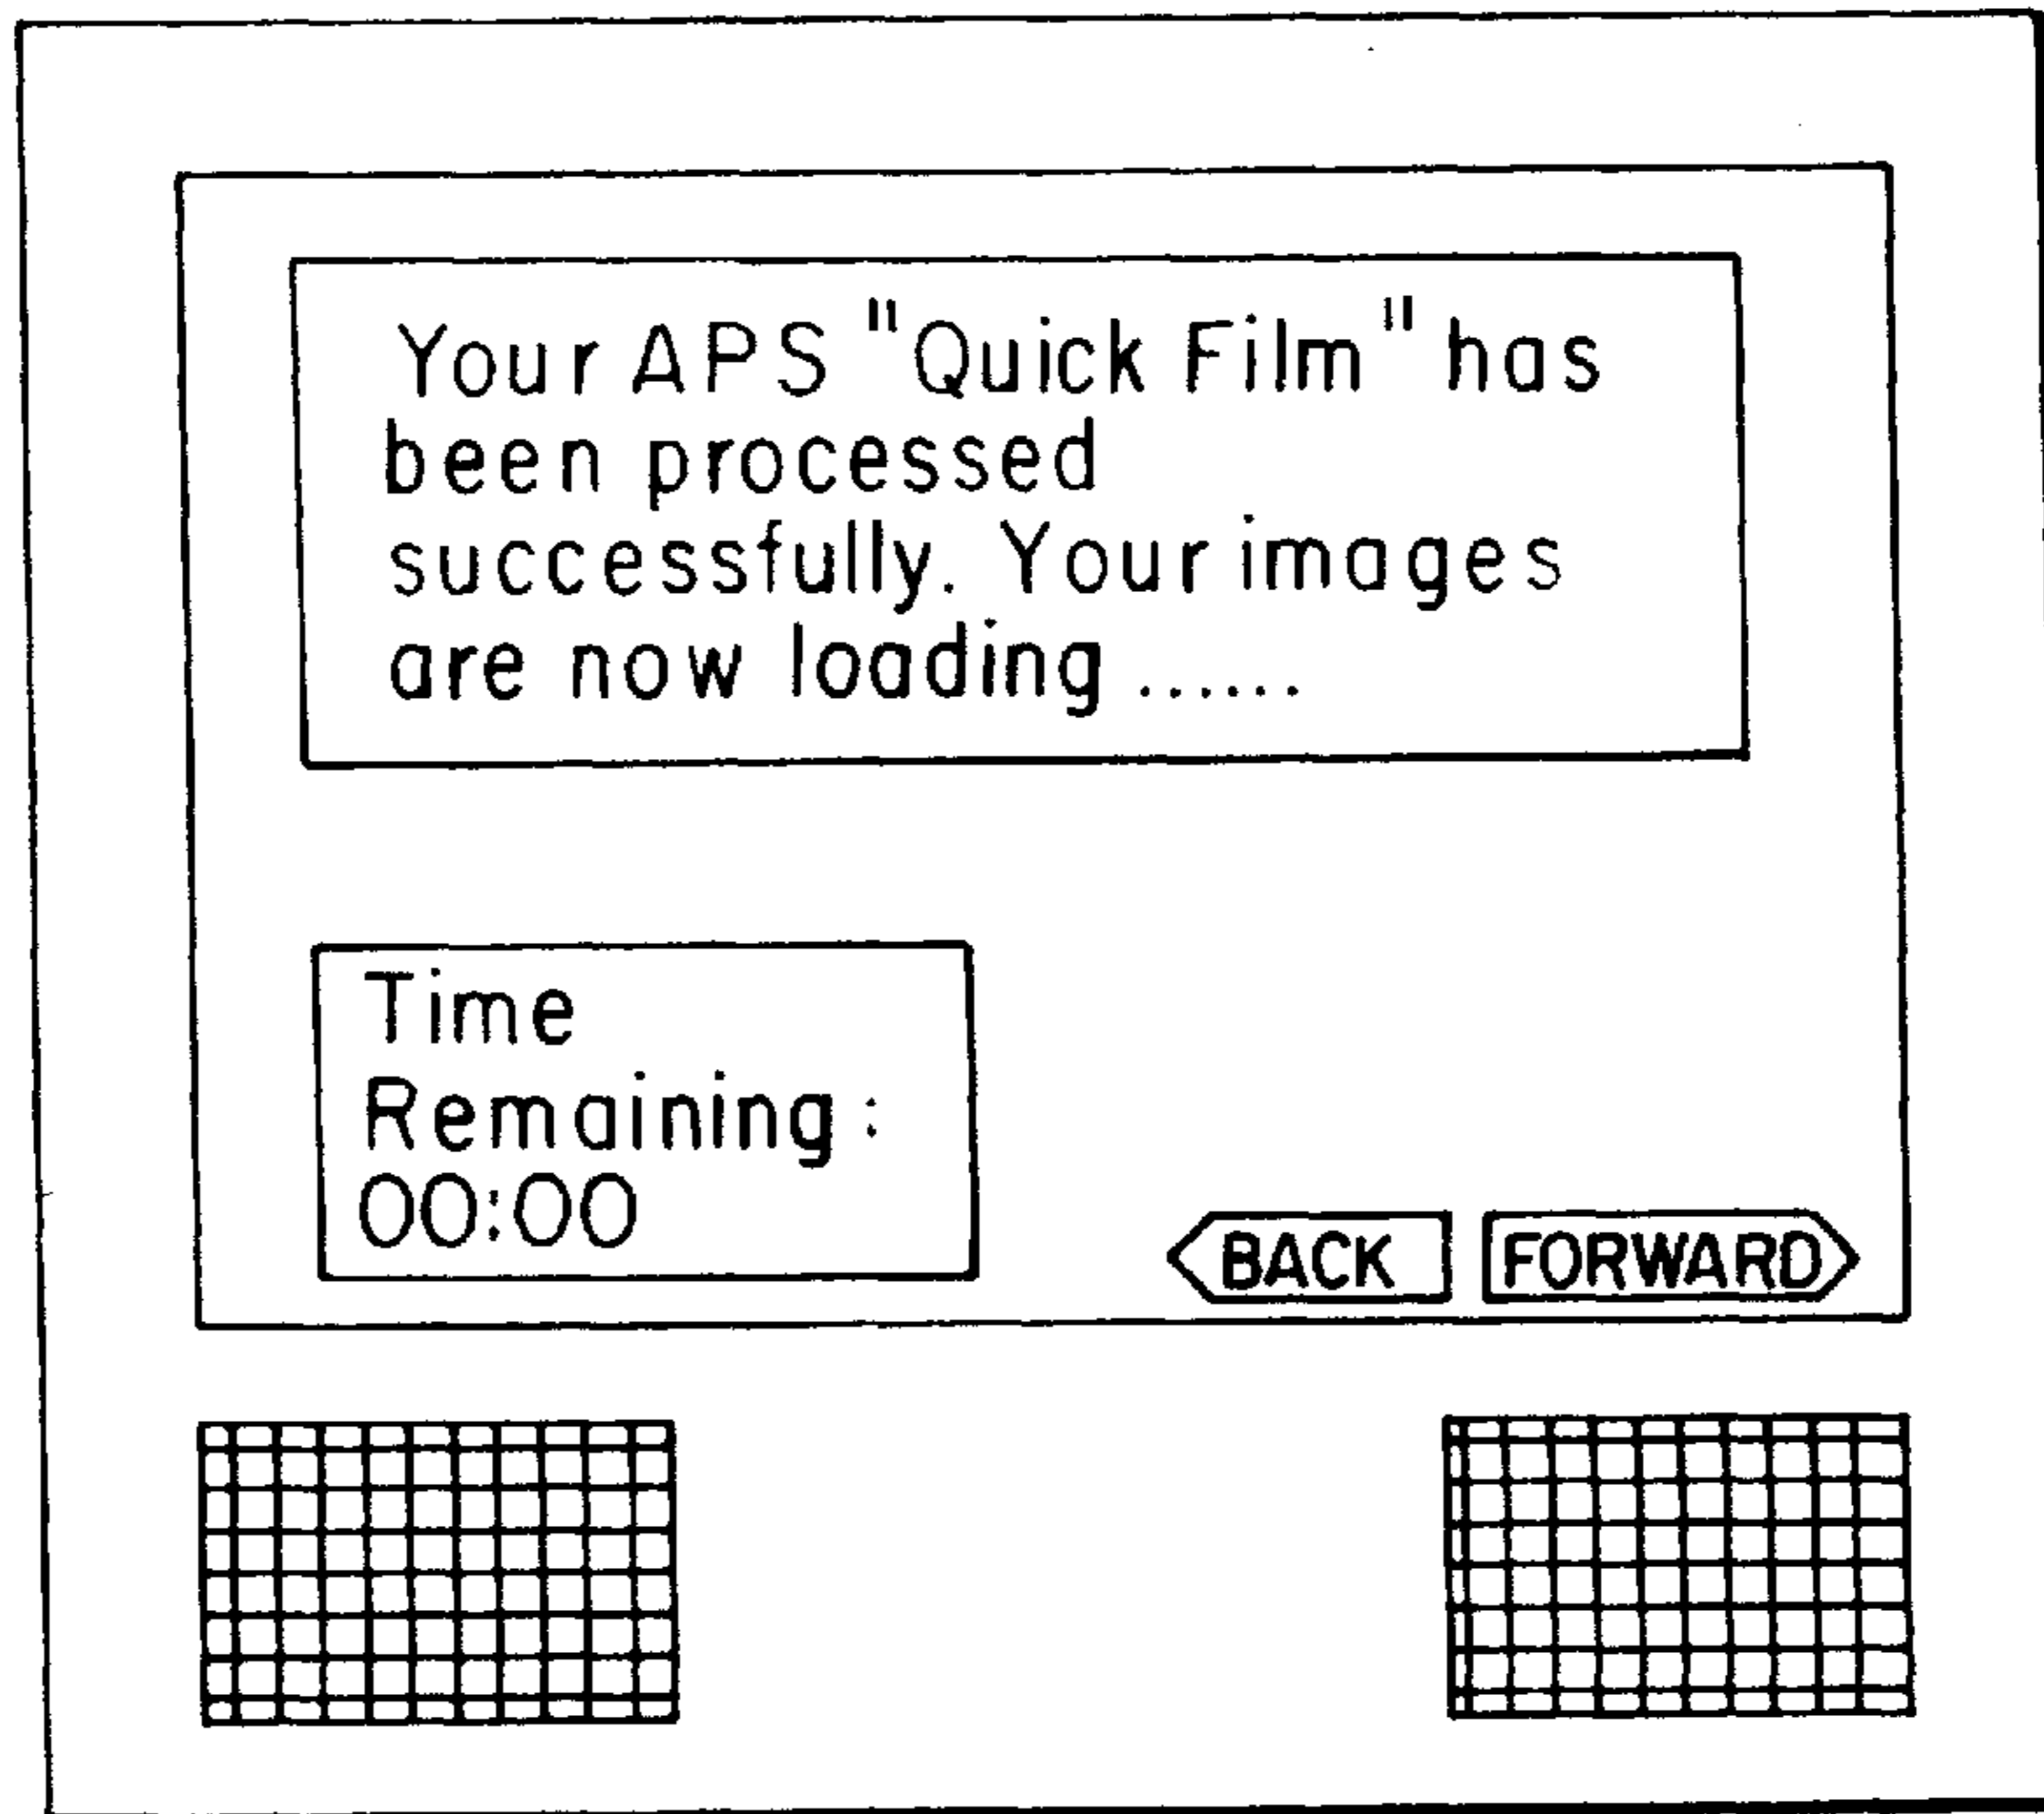 Your APS "Quick Film" has
been processed
successfully. Your images
are now loading ......
Time
Remaining:
00:00
BACK
FORWARD